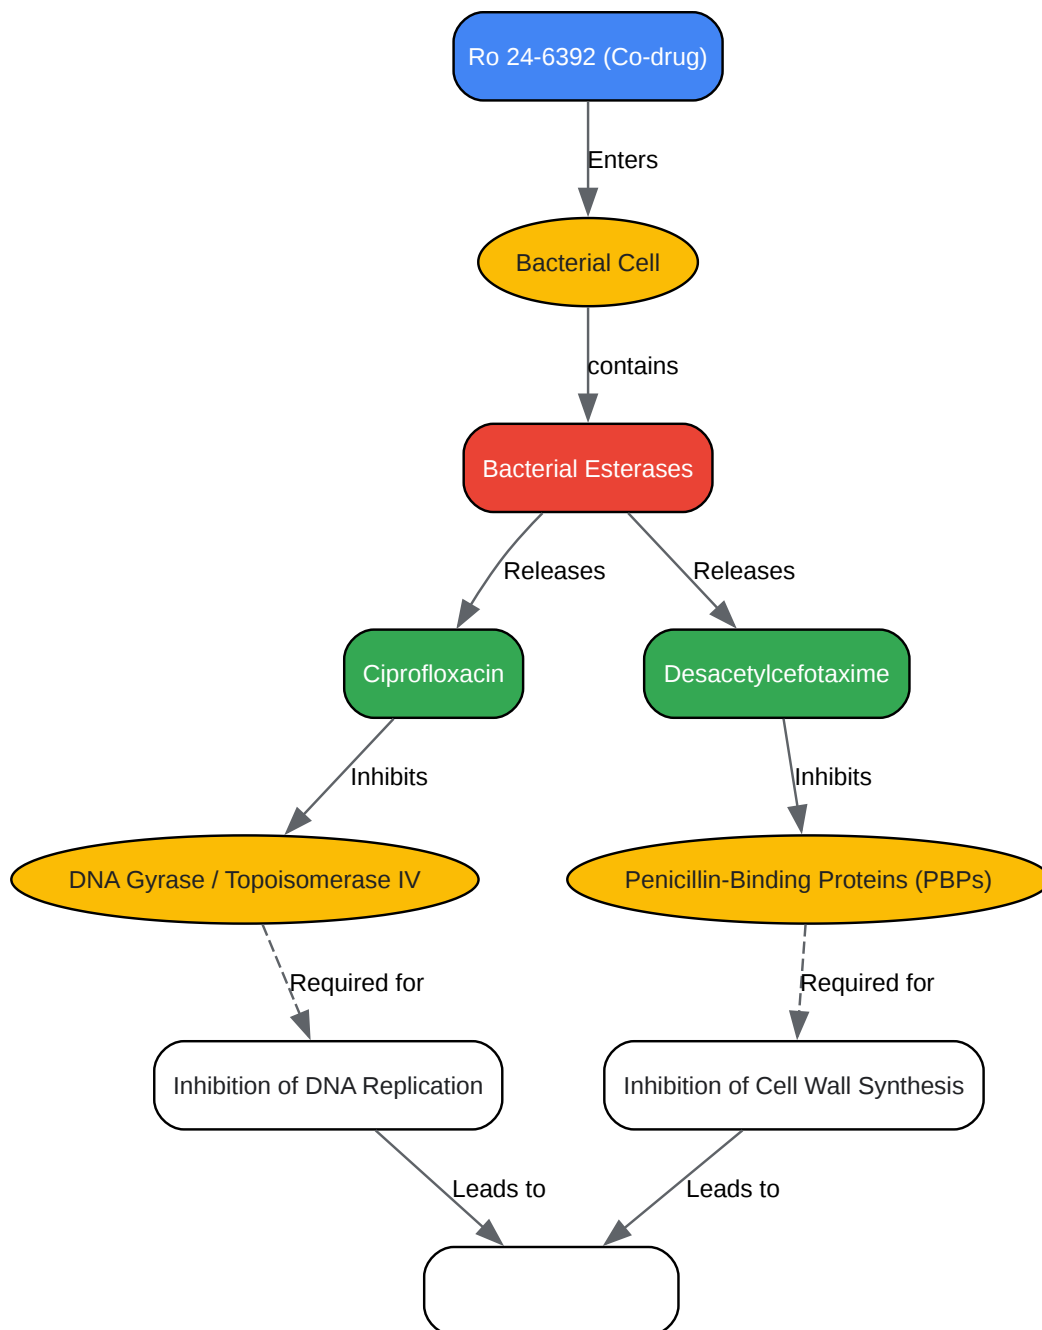 Ro 24-6392 (Co-drug)
Enters
Bacterial Cell
contains
Bacterial Esterases
Releases
Releases
Ciprofloxacin
Desacetylcefotaxime
Inhibits
Inhibits
DNA Gyrase / Topoisomerase IV
Penicillin-Binding Proteins (PBPs)
Required for
Required for
Inhibition of DNA Replication
Inhibition of Cell Wall Synthesis
Leads to
Leads to